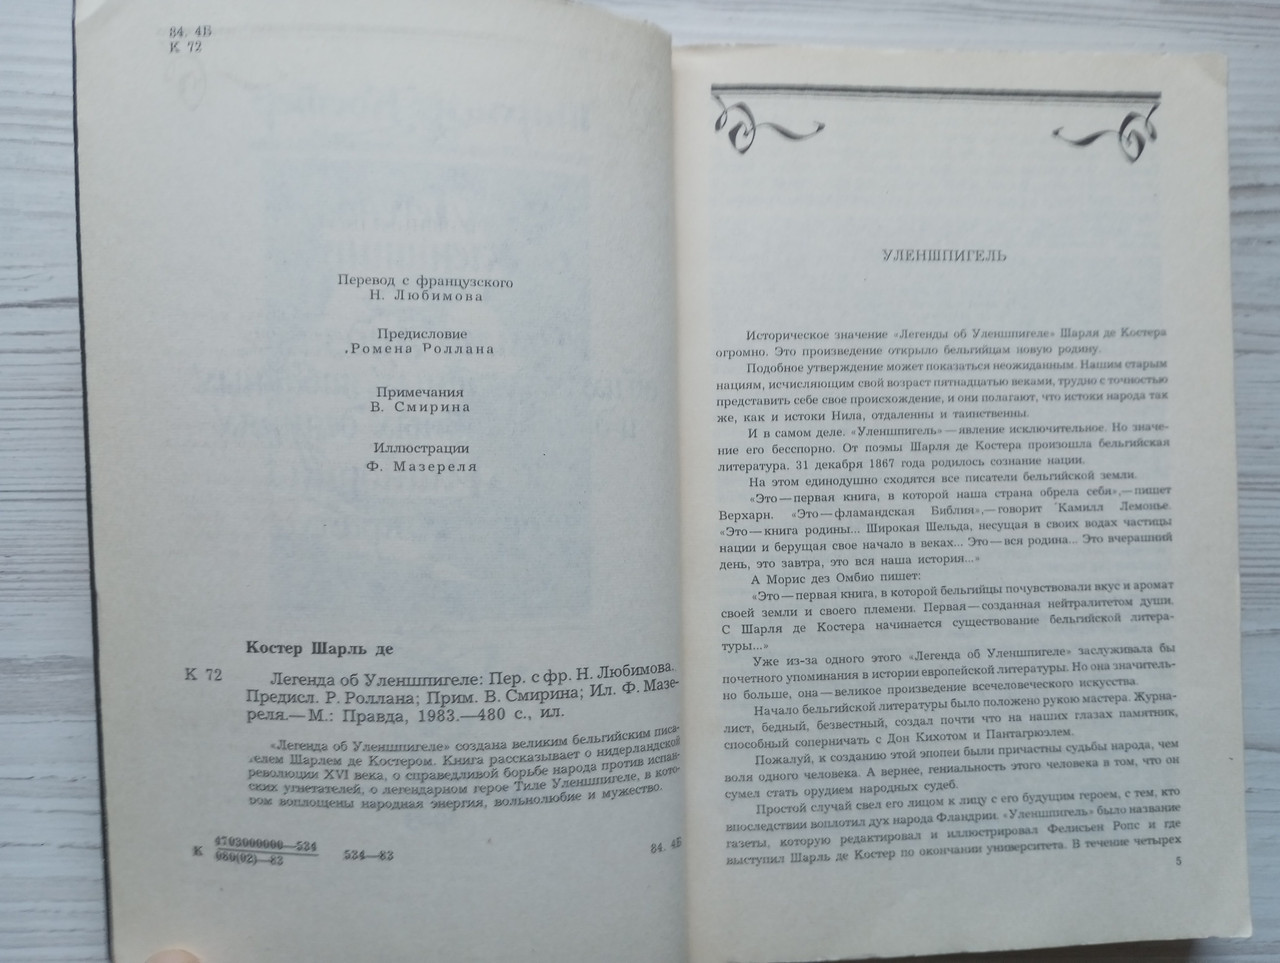 84. 4Б
К 72
Перевод с французского
Н. Любимова
Предисловие
Ромена Роллана
Примечания
В. Смирина
Иллюстрации
Ф. Мазереля
Костер Шарль де
К 72
Легенда об Уленшпигеле: Пер. с фр. Н. Любимова.
Предисл. Р. Роллана; Прим. В. Смирина; Ил. Ф. Мазе-
реля.—М.: Правда, 1983.—480 с., ил.
«Легенда об Уленшпигеле» создана великим бельгийским писа-
телем Шарлем де Костером. Книга рассказывает о нидерландской
революции XVI века, о справедливой борьбе народа против испан-
ских угнетателей, о легендарном герое Тиле Уленшпигеле, в кото-
ром воплощены народная энергия, вольнолюбие и мужество.
К 4703000000—534
080(02)—83 534—83
84. 4Б
УЛЕНШПИГЕЛЬ
Историческое значение «Легенды об Уленшпигеле» Шарля де Костера
огромно. Это произведение открыло бельгийцам новую родину.
Подобное утверждение может показаться неожиданным. Нашим старым
нациям, исчисляющим свой возраст пятнадцатью веками, трудно с точностью
представить себе свое происхождение, и они полагают, что истоки народа так
же, как и истоки Нила, отдаленны и таинственны.
И в самом деле. «Уленшпигель»—явление исключительное. Но значе-
ние его бесспорно. От поэмы Шарля де Костера произошла бельгийская
литература. 31 декабря 1867 года родилось сознание нации.
На этом единодушно сходятся все писатели бельгийской земли.
«Это—первая книга, в которой наша страна обрела себя»,—пишет
Верхарн. «Это—фламандская Библия»,—говорит Камилл Лемонье.
«Это—книга родины... Широкая Шельда, несущая в своих водах частицы
нации и берущая свое начало в веках... Это—вся родина... Это вчерашний
день, это завтра, это вся наша история...»
А Морис дез Омбио пишет:
«Это—первая книга, в которой бельгийцы почувствовали вкус и аромат
своей земли и своего племени. Первая—созданная нейтралитетом души.
С Шарля де Костера начинается существование бельгийской литера-
туры...»
Уже из-за одного этого «Легенда об Уленшпигеле» заслуживала бы
почетного упоминания в истории европейской литературы. Но она значитель-
но больше, она—великое произведение всечеловеческого искусства.
Начало бельгийской литературы было положено рукою мастера. Журна-
лист, бедный, безвестный, создал почти что на наших глазах памятник,
способный соперничать с Дон Кихотом и Пантагрюэлем.
Пожалуй, к созданию этой эпопеи были причастны судьбы народа, чем
воля одного человека. А вернее, гениальность этого человека в том, что он
сумел стать орудием народных судеб.
Простой случай свел его лицом к лицу с его будущим героем, с тем, кто
впоследствии воплотил дух народа Фландрии. «Уленшпигель» было название
газеты, которую редактировал и иллюстрировал Фелисьен Ропс и где
выступил Шарль де Костер по окончании университета. В течение четырех
5